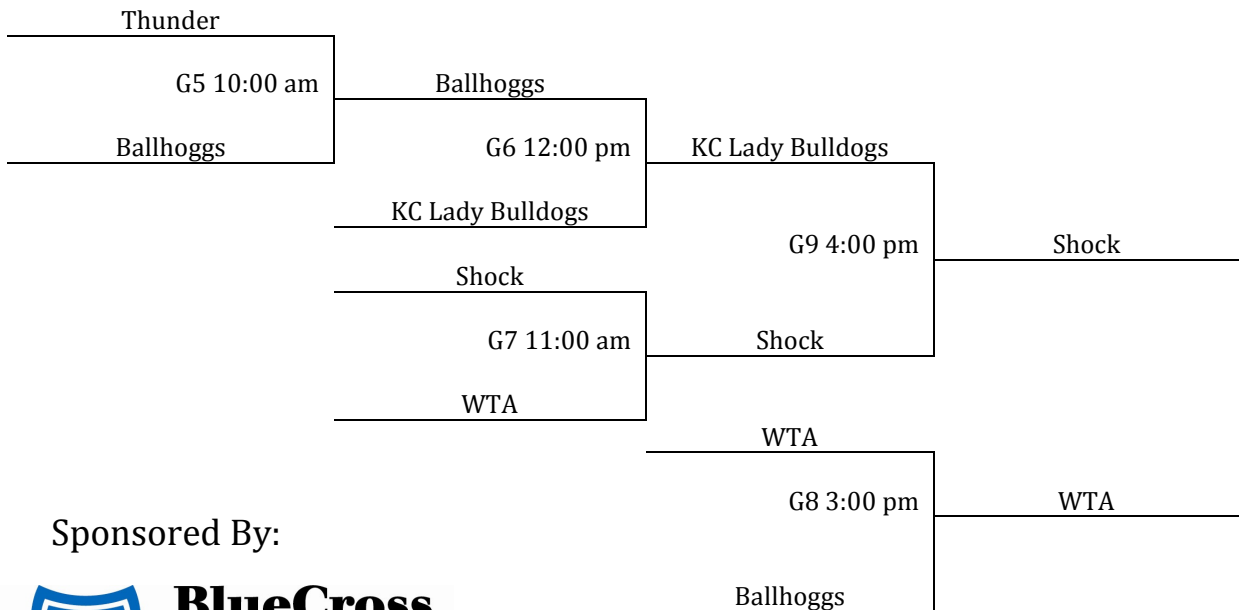 Thunder
G5 10:00 am
Ballhoggs
Ballhoggs
G6 12:00 pm
KC Lady Bulldogs
KC Lady Bulldogs
G9 4:00 pm
Shock
Shock
G7 11:00 am
Shock
WTA
WTA
G8 3:00 pm
WTA
Ballhoggs
Sponsored By:
BlueCross